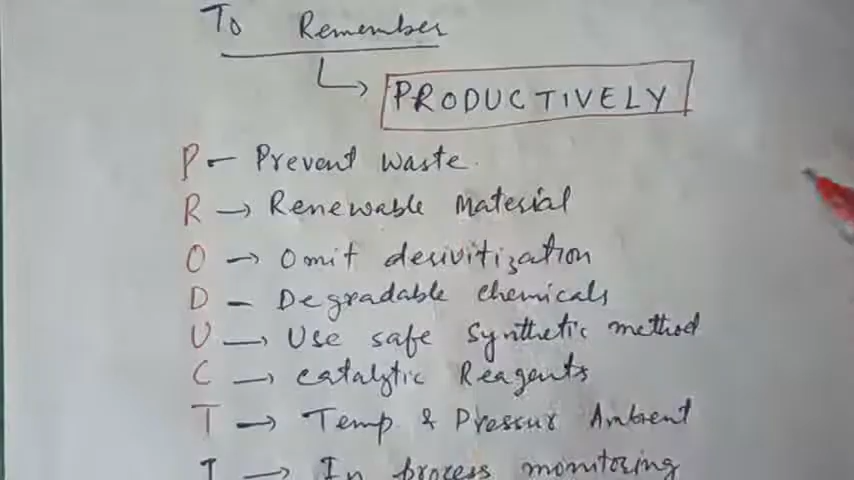 To Remember
PRODUCTIVELY
P - Prevent waste.
R → Renewable Material
O → Omit derivitization
D - Degradable chemicals
U → Use safe synthetic method
C → Catalytic Reagents
T → Temp & Pressur Ambient
I → In process monitoring